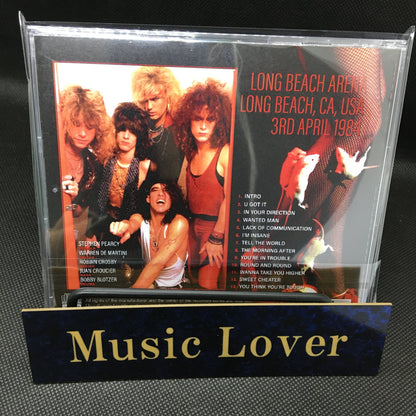 LONG BEACH ARENA
LONG BEACH, CA, USA
3RD APRIL
1. INTRO
2. U GOT IT
3. IN YOUR DIRECTION
4. WANTED MAN
5. LACK OF COMMUNICATION
6. I'M INSANE
7. TELL THE WORLD
8. THE MORNING AFTER
9. YOU'RE IN TROUBLE
10. ROUND AND ROUND
11. WANNA TAKE YOU HIGHER
12. SWEET CHEATER
13. YOU THINK YOU'RE TOUGH
STEPHEN PEARCY
WARREN DE MARTINI
ROBBIN CROSBY
JUAN CROUCIER
BOBBY BLOTZER
Music Lover